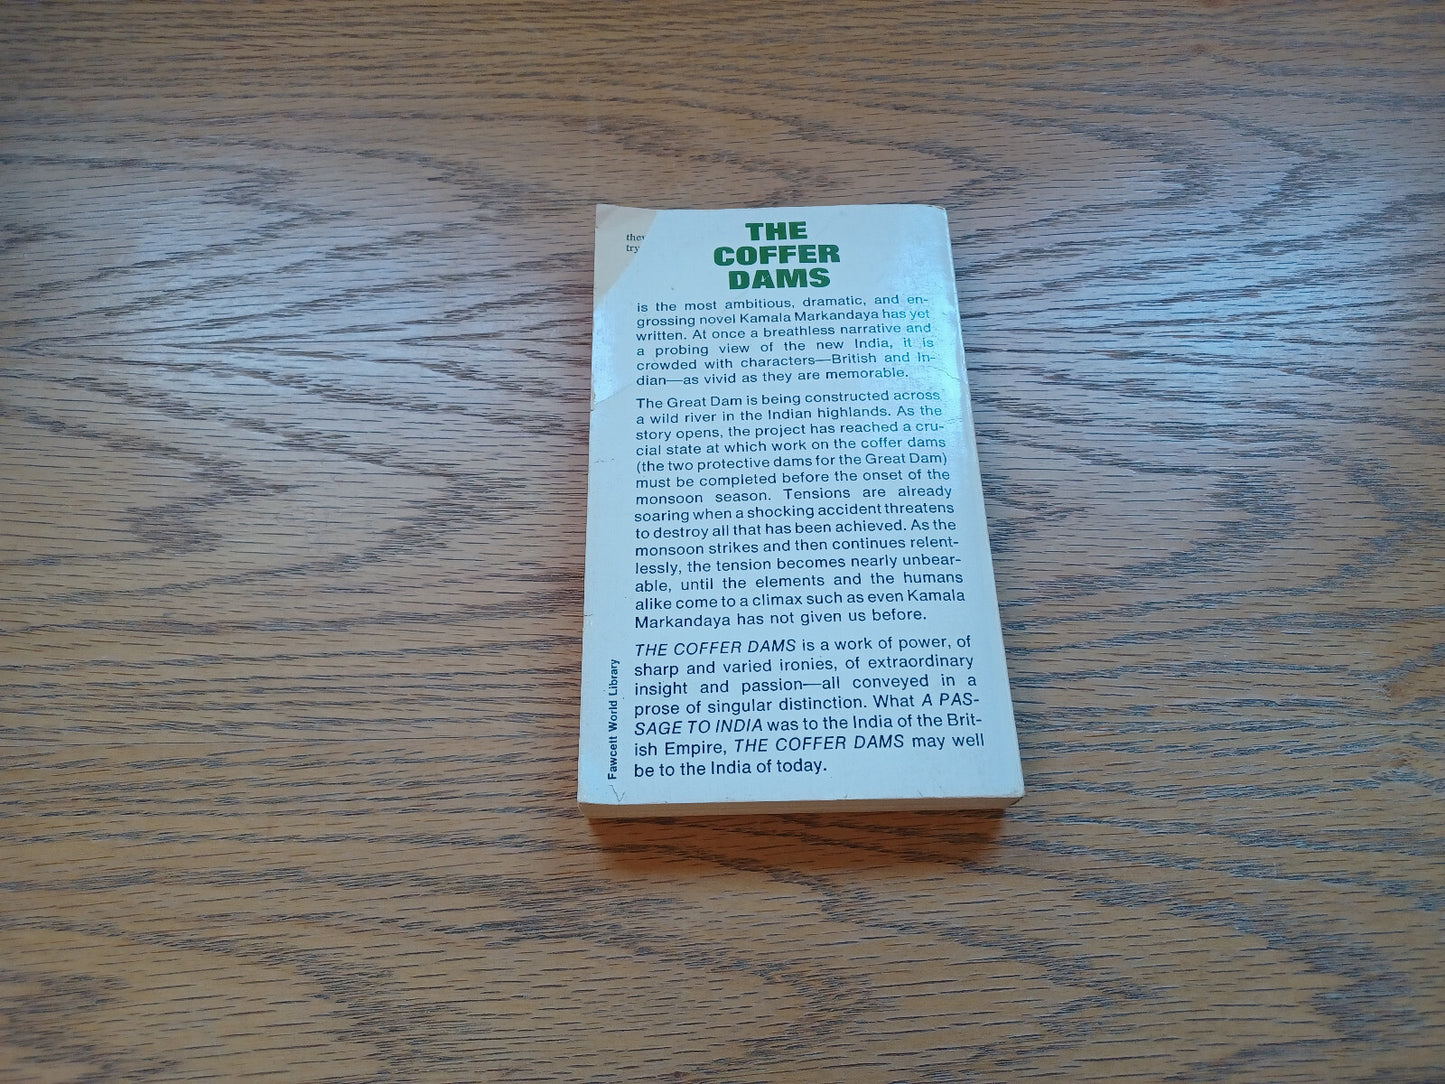 they
try
THE
COFFER
DAMS
is the most ambitious, dramatic, and en-
grossing novel Kamala Markandaya has yet
written. At once a breathless narrative and
a probing view of the new India, it is
crowded with characters—British and In-
dian—as vivid as they are memorable.
The Great Dam is being constructed across
a wild river in the Indian highlands. As the
story opens, the project has reached a cru-
cial state at which work on the coffer dams
(the two protective dams for the Great Dam)
must be completed before the onset of the
monsoon season. Tensions are already
soaring when a shocking accident threatens
to destroy all that has been achieved. As the
monsoon strikes and then continues relent-
lessly, the tension becomes nearly unbear-
able, until the elements and the humans
alike come to a climax such as even Kamala
Markandaya has not given us before.
THE COFFER DAMS is a work of power, of
sharp and varied ironies, of extraordinary
insight and passion—all conveyed in a
prose of singular distinction. What A PAS-
SAGE TO INDIA was to the India of the Brit-
ish Empire, THE COFFER DAMS may well
be to the India of today.
Fawcett World Library